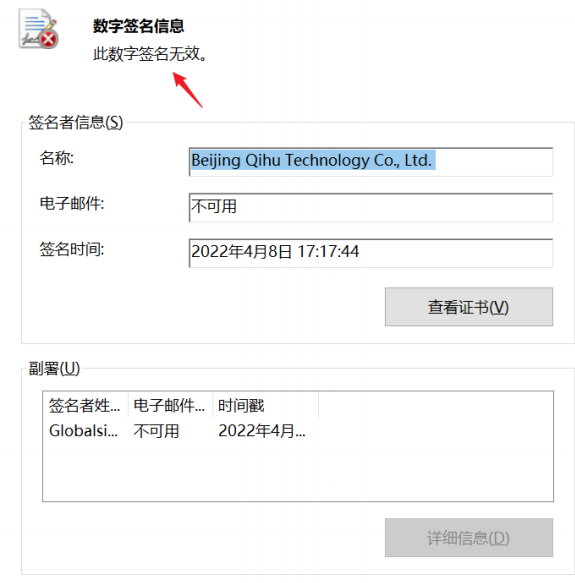 数字签名信息
此数字签名无效。
签名者信息(S)
名称: Beijing Qihu Technology Co., Ltd.
电子邮件: 不可用
签名时间: 2022年4月8日 17:17:44
查看证书(V)
副署(U)
签名者姓... 电子邮件... 时间戳
Globalsi... 不可用 2022年4月...
详细信息(D)